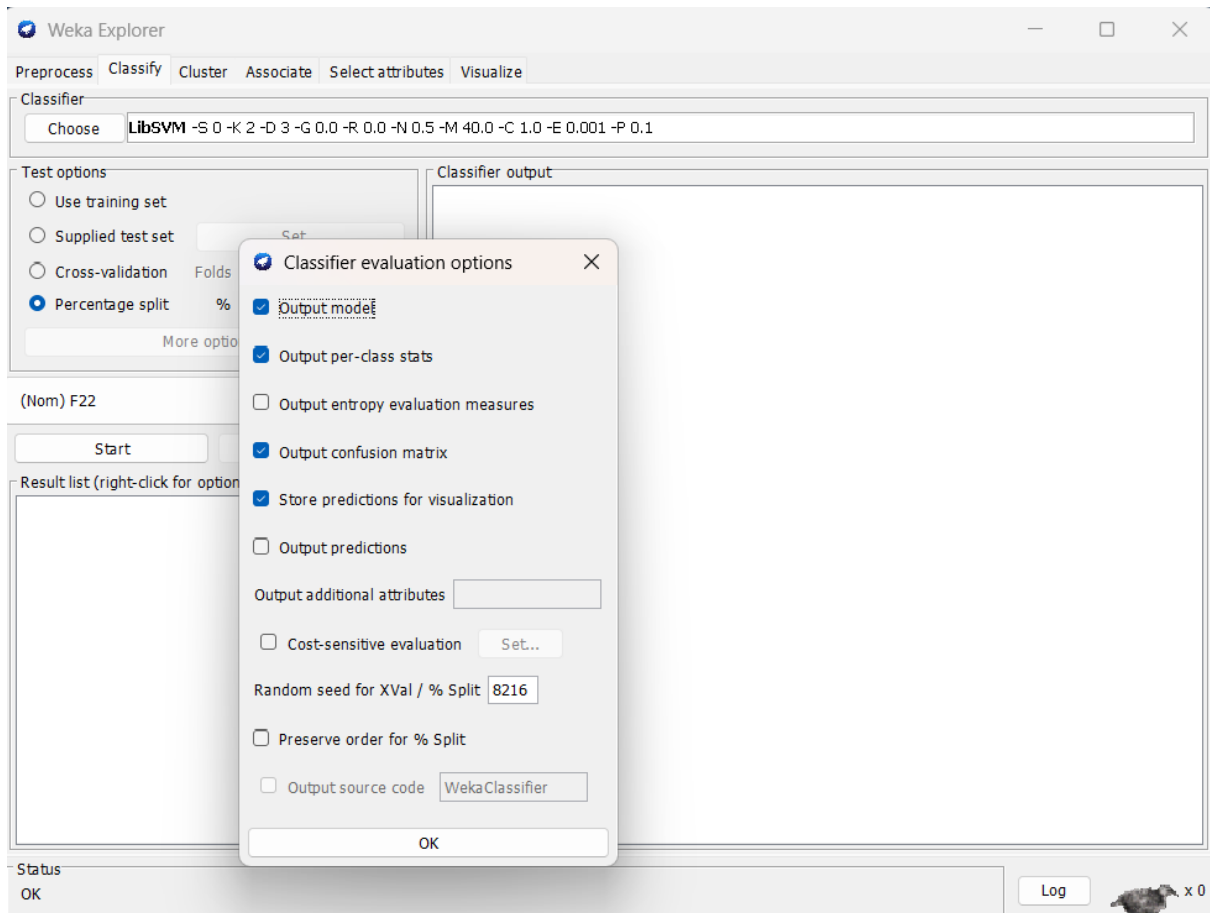 Weka Explorer
Preprocess Classify Cluster Associate Select attributes Visualize
Classifier
Choose LibSVM -S 0 -K 2 -D 3 -G 0.0 -R 0.0 -N 0.5 -M 40.0 -C 1.0 -E 0.001 -P 0.1
Test options
Use training set
Supplied test set Set
Cross-validation Folds
Percentage split %
More optio
(Nom) F22
Start
Result list (right-click for option
Classifier output
Classifier evaluation options
Output model
Output per-class stats
Output entropy evaluation measures
Output confusion matrix
Store predictions for visualization
Output predictions
Output additional attributes
Cost-sensitive evaluation Set...
Random seed for XVal / % Split 8216
Preserve order for % Split
Output source code WekaClassifier
OK
Status
OK
Log x 0